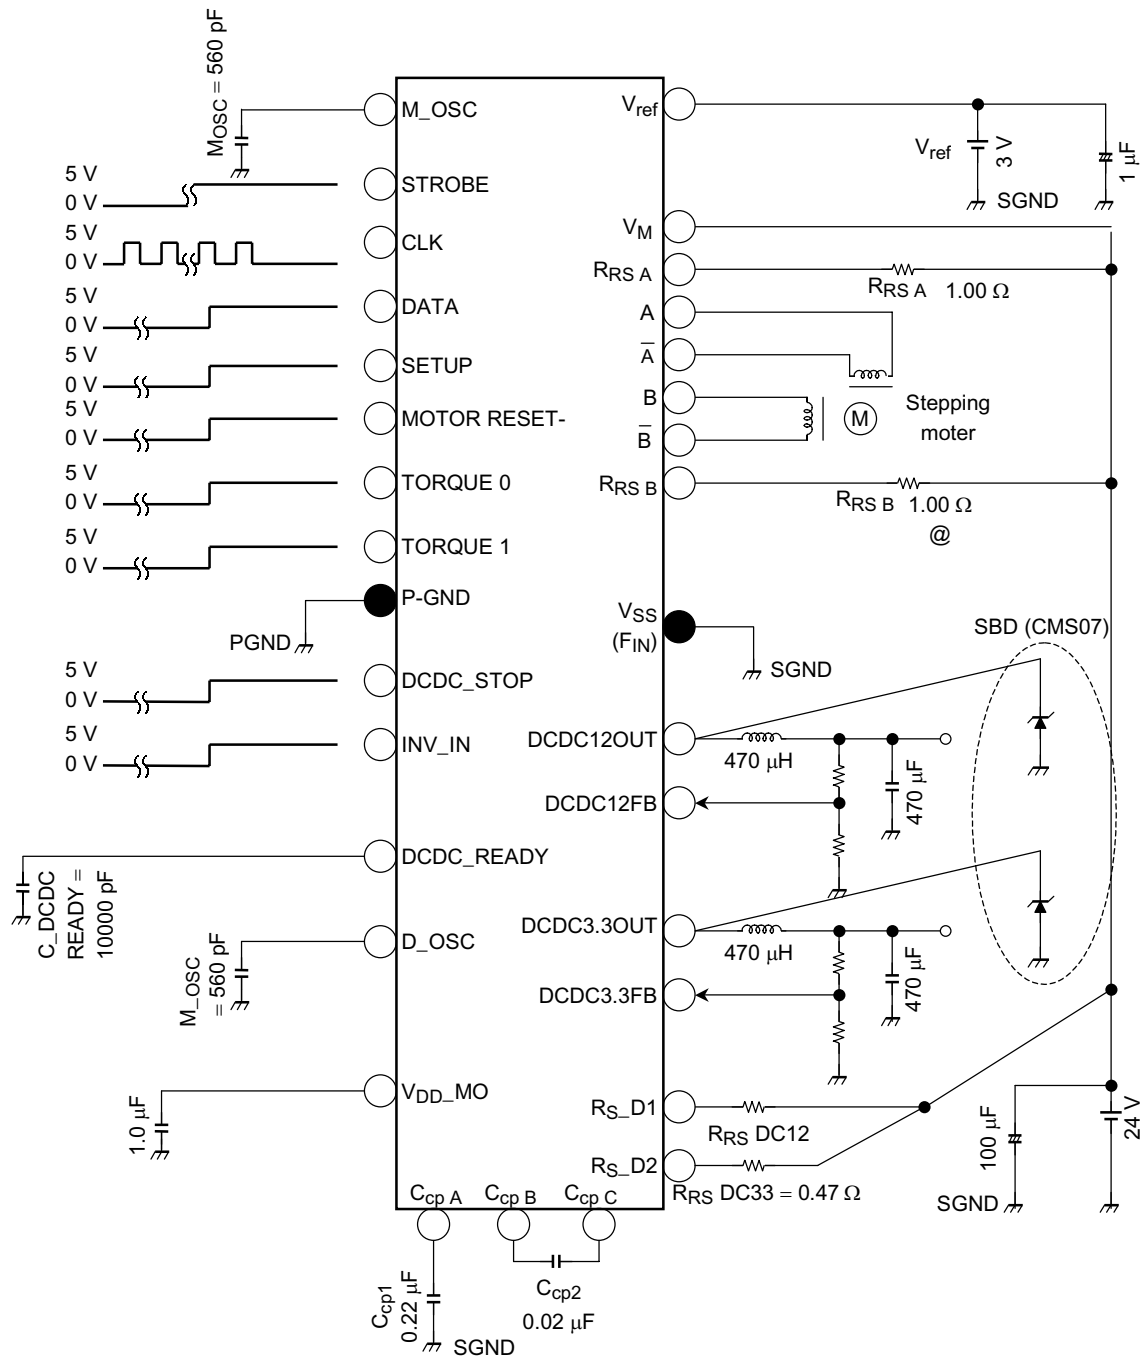 MOSC = 560 pF
M_OSC
5 V
0 V
STROBE
5 V
0 V
CLK
5 V
0 V
DATA
5 V
0 V
SETUP
5 V
0 V
MOTOR RESET-
5 V
0 V
TORQUE 0
5 V
0 V
TORQUE 1
P-GND
PGND
5 V
0 V
DCDC_STOP
5 V
0 V
INV_IN
DCDC_READY
C_DCDC
READY =
10000 pF
D_OSC
M_OSC
= 560 pF
VDD_MO
1.0 μF
Ccp A
Ccp B
Ccp C
Ccp1
0.22 μF
SGND
Ccp2
0.02 μF
Vref
Vref
3 V
SGND
1 μF
VM
RRS A
RRS A 1.00 Ω
A
A̅
B
B̅
M
Stepping
moter
RRS B
RRS B 1.00 Ω
@
VSS
(FIN)
SGND
SBD (CMS07)
DCDC12OUT
470 μH
470 μF
DCDC12FB
DCDC3.3OUT
470 μH
470 μF
DCDC3.3FB
RS_D1
RRS DC12
RS_D2
RRS DC33 = 0.47 Ω
100 μF
SGND
24 V